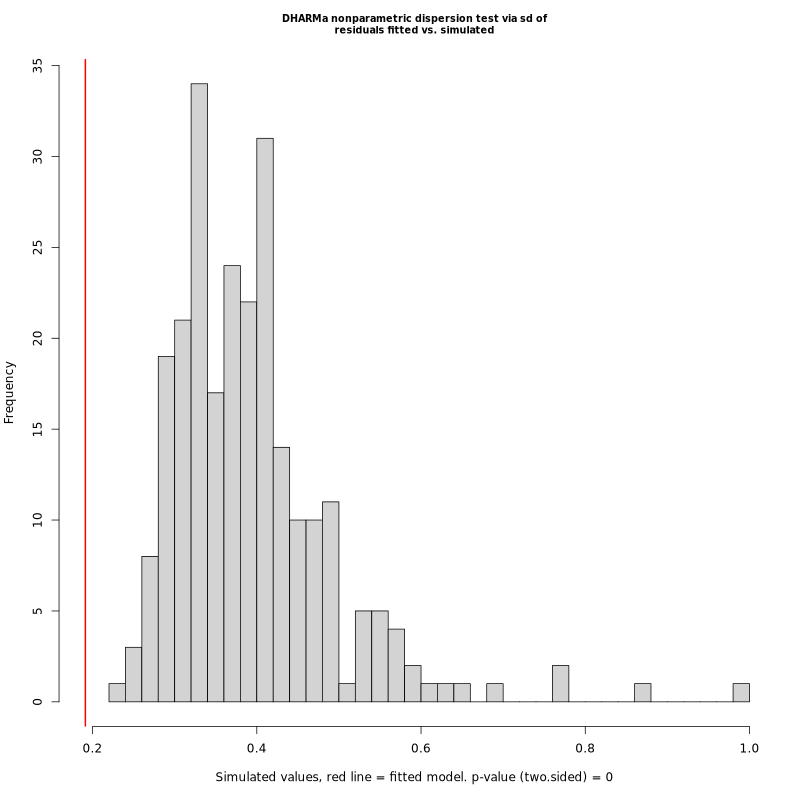 DHARMa nonparametric dispersion test via sd of
residuals fitted vs. simulated
35
30
25
20
15
10
5
0
Frequency
0.2 0.4 0.6 0.8 1.0
Simulated values, red line = fitted model. p-value (two.sided) = 0